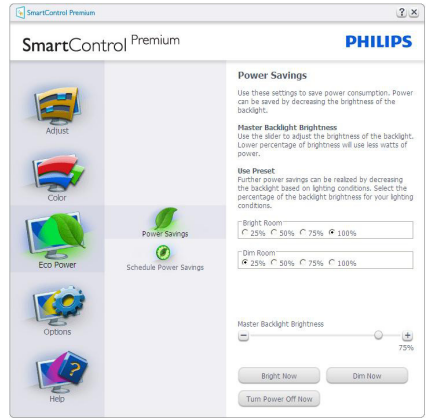 SmartControl Premium
? x
SmartControl Premium
PHILIPS
Adjust
Color
Eco Power
Options
Help
Power Savings
Schedule Power Savings
Power Savings
Use these settings to save power consumption. Power
can be saved by decreasing the brightness of the
backlight.
Master Backlight Brightness
Use the slider to adjust the brightness of the backlight.
Lower percentage of brightness will use less watts of
power.
Use Preset
Further power savings can be realized by decreasing
the backlight based on lighting conditions. Select the
percentage of the backlight brightness for your lighting
conditions.
Bright Room
25% 50% 75% 100%
Dim Room
25% 50% 75% 100%
Master Backlight Brightness
- +
75%
Bright Now Dim Now
Turn Power Off Now